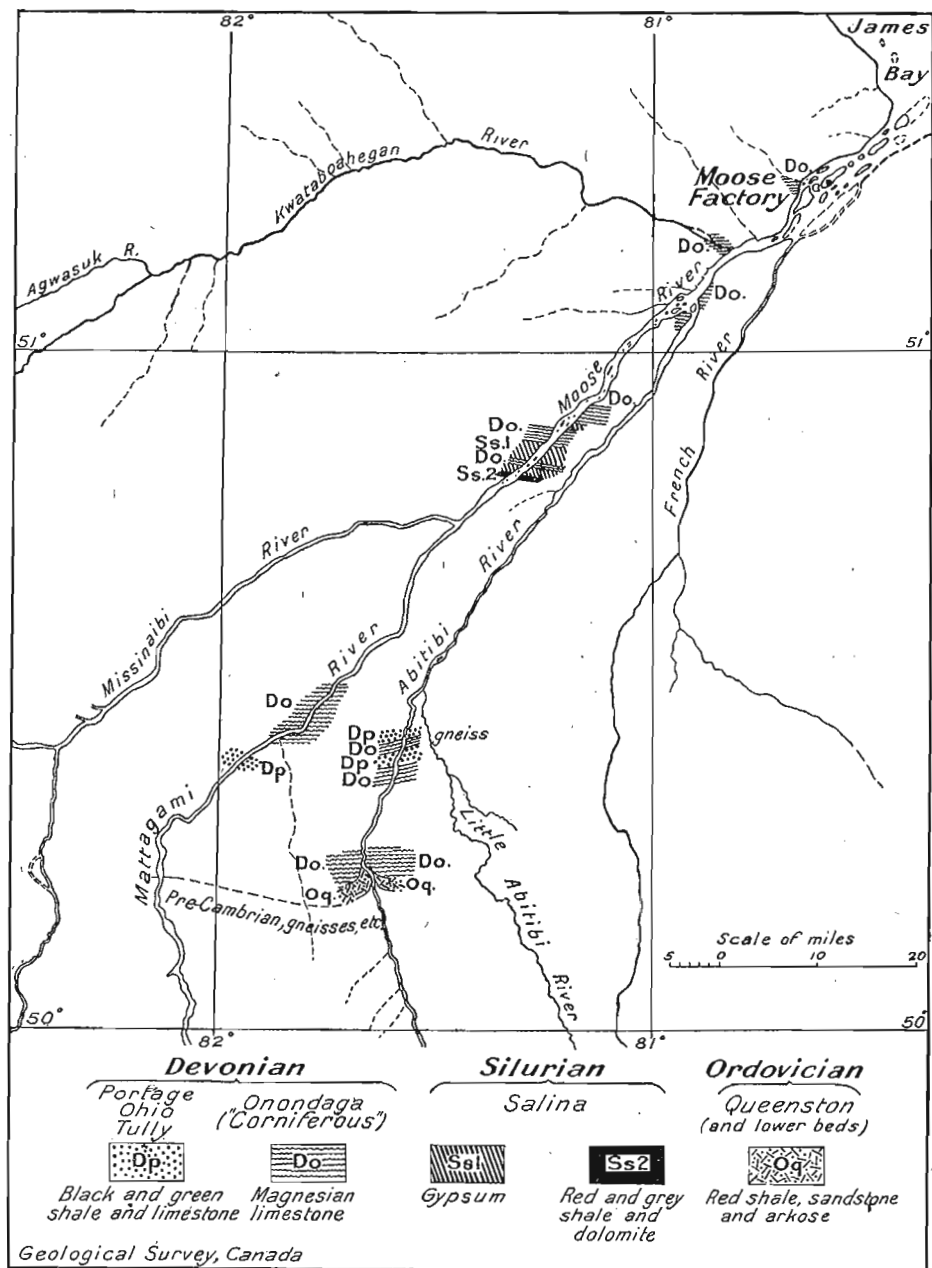 82°
81°
James
Bay
River
Kwataboahegan
Do.
Moose
Factory
Agwasuk R.
Do.
River
Do.
51°
51°
Moose
River
Do.
Do.
Ss.1
Do.
Ss.2
French
River
River
Missinaibi
River
Abitibi
Do
Dp
Do
Dp
Do
gneiss
Dp
Mattagami
Little
Abitibi
River
Do.
Do.
Oq
Oq.
Pre-Cambrian, gneisses, etc.
Scale of miles
5 0 10 20
50°
50°
82°
81°
Devonian
Silurian
Ordovician
Portage
Ohio
Tully
Onondaga
("Corniferous")
Salina
Queenston
(and lower beds)
Dp
Do
Ss1
Ss2
Oq
Black and green
shale and limestone
Magnesian
limestone
Gypsum
Red and grey
shale and
dolomite
Red shale, sandstone
and arkose
Geological Survey, Canada